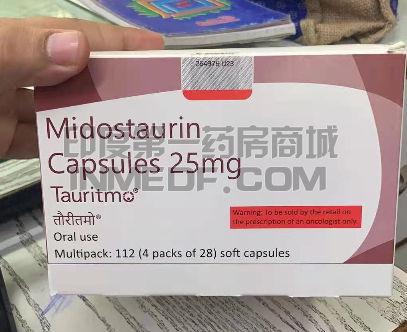 264976 U23
Midostaurin
Capsules 25mg
Tauritmo®
तौरीतमो®
Oral use
Multipack: 112 (4 packs of 28) soft capsules
Warning: To be sold by the retail on
the prescription of an oncologist only.
印度第一药房商城
INMEDF.COM